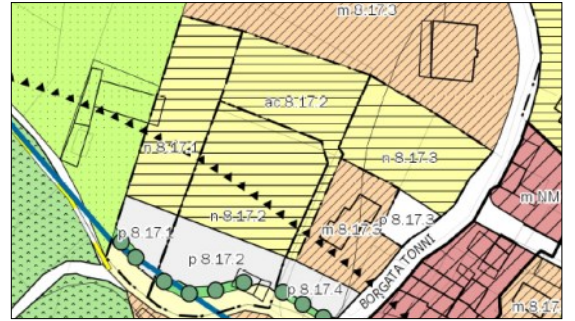 m 8.17.3
ac 8.17.2
n 8.17.1
n 8.17.3
n 8.17.2
m 8.17.3
p 8.17.3
p 8.17.1
p 8.17.2
p 8.17.4
BORGATA TONNI
m NM
m 8.17